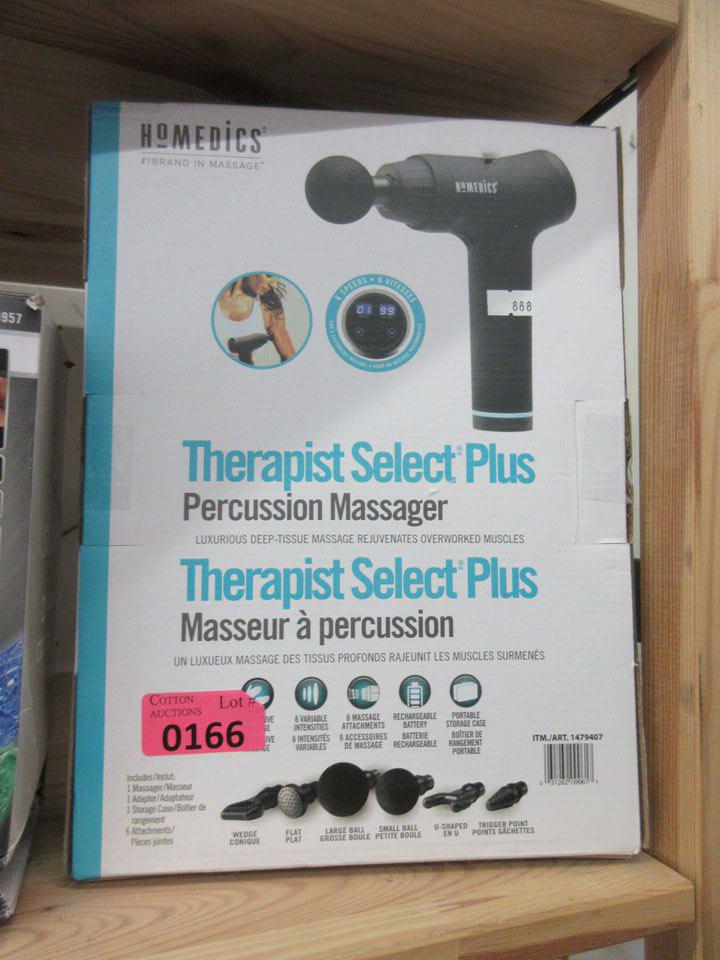 HoMEDiCS
#1 BRAND IN MASSAGE*
HoMEDiCS
6 SPEEDS • 6 VITESSES
01 99
888
957
Therapist Select® Plus
Percussion Massager
LUXURIOUS DEEP-TISSUE MASSAGE REJUVENATES OVERWORKED MUSCLES
Therapist Select® Plus
Masseur à percussion
UN LUXUEUX MASSAGE DES TISSUS PROFONDS RAJEUNIT LES MUSCLES SURMENÉS
COTTON AUCTIONS Lot #
0166
6 VARIABLE INTENSITIES
6 INTENSITÉS VARIABLES
6 MASSAGE ATTACHMENTS
6 ACCESSOIRES DE MASSAGE
RECHARGEABLE BATTERY
BATTERIE RECHARGEABLE
PORTABLE STORAGE CASE
BOÎTIER DE RANGEMENT PORTABLE
ITM./ART. 1479407
Includes/Inclut:
1 Massager/Masseur
1 Adapter/Adaptateur
1 Storage Case/Boîtier de
rangement
6 Attachments/
Pièces jointes
WEDGE
CONIQUE
FLAT
PLAT
LARGE BALL
GROSSE BOULE
SMALL BALL
PETITE BOULE
U-SHAPED
EN U
TRIGGER POINT
POINTS GÂCHETTES